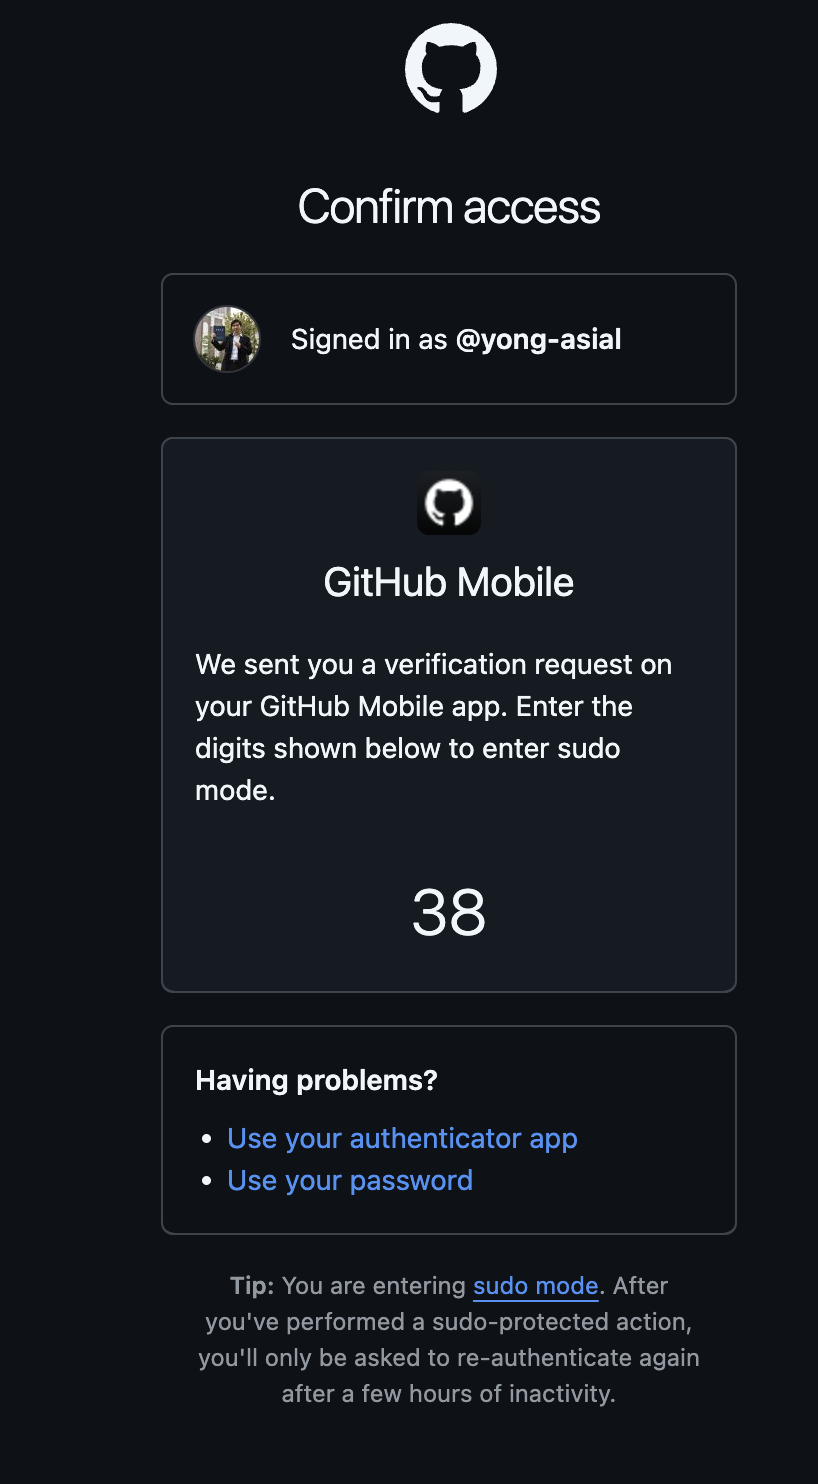 Confirm access
Signed in as @yong-asial
GitHub Mobile
We sent you a verification request on
your GitHub Mobile app. Enter the
digits shown below to enter sudo
mode.
38
Having problems?
• Use your authenticator app
• Use your password
Tip: You are entering sudo mode. After
you've performed a sudo-protected action,
you'll only be asked to re-authenticate again
after a few hours of inactivity.